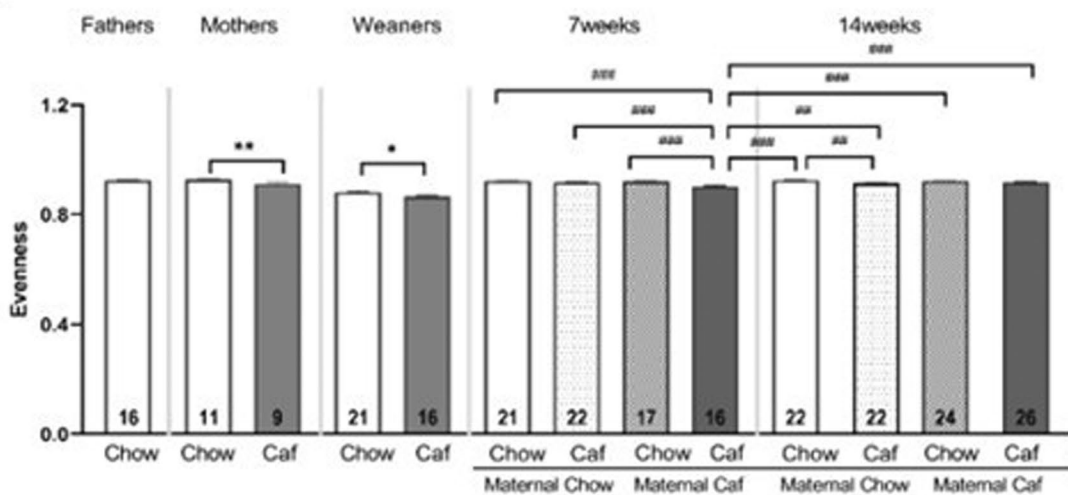 Fathers Mothers Weaners 7weeks 14weeks
### ###
### ## 
** * ### ### ##
1.2
0.8
0.4
0.0
Evenness
16 11 9 21 16 21 22 17 16 22 22 24 26
Chow Chow Caf Chow Caf Chow Caf Chow Caf Chow Caf Chow Caf
Maternal Chow Maternal Caf Maternal Chow Maternal Caf